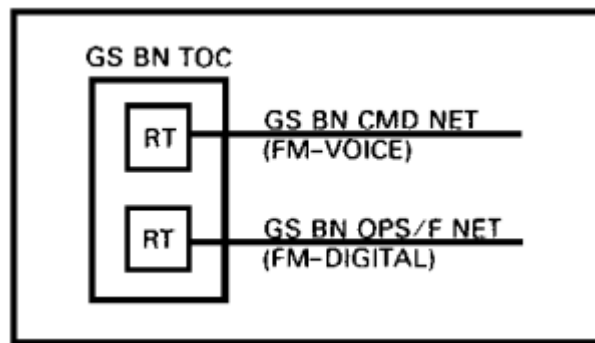 GS BN TOC
RT
GS BN CMD NET
(FM-VOICE)
RT
GS BN OPS/F NET
(FM-DIGITAL)